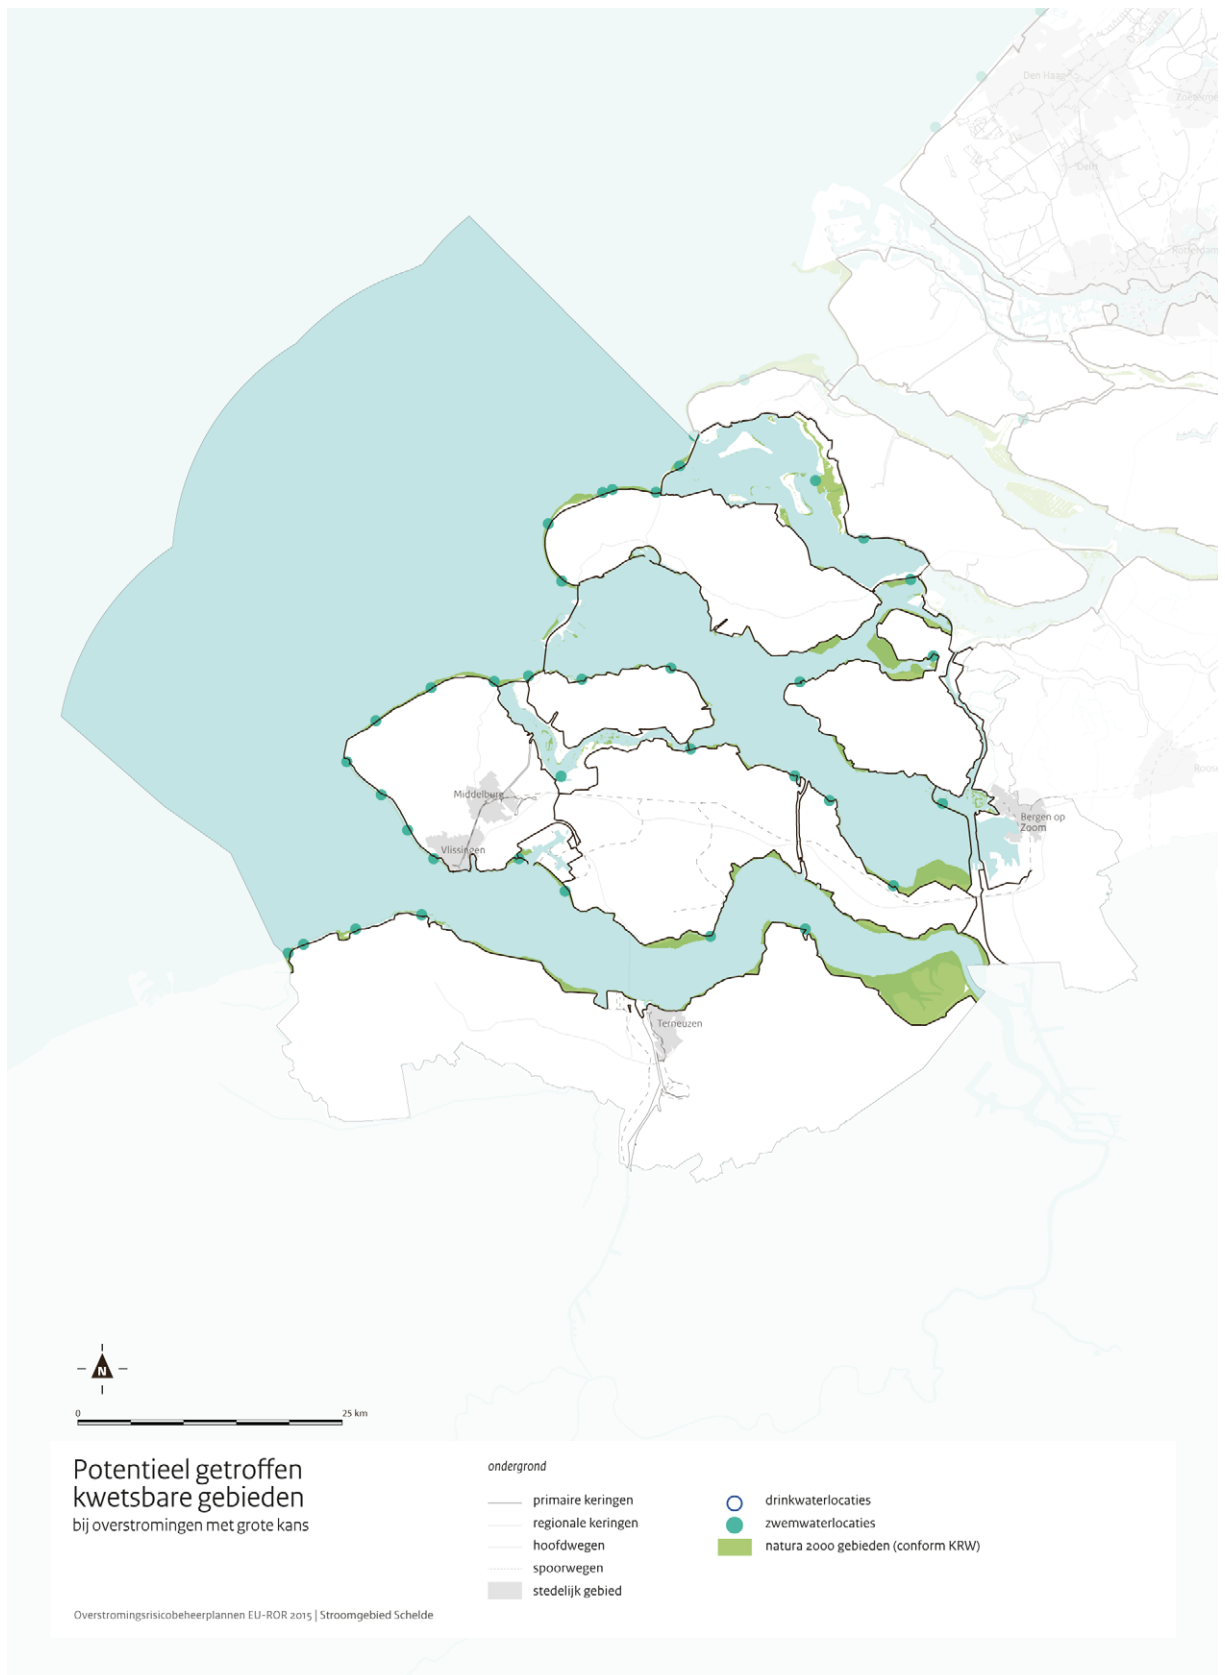 Den Haag
Delft
Rotterdam
Middelburg
Vlissingen
Bergen op
Zoom
Terneuzen
N
0
25 km
Potentieel getroffen
kwetsbare gebieden
bij overstromingen met grote kans
ondergrond
primaire keringen
regionale keringen
hoofdwegen
spoorwegen
stedelijk gebied
drinkwaterlocaties
zwemwaterlocaties
natura 2000 gebieden (conform KRW)
Overstromingsrisicobeheerplannen EU-ROR 2015 | Stroomgebied Schelde